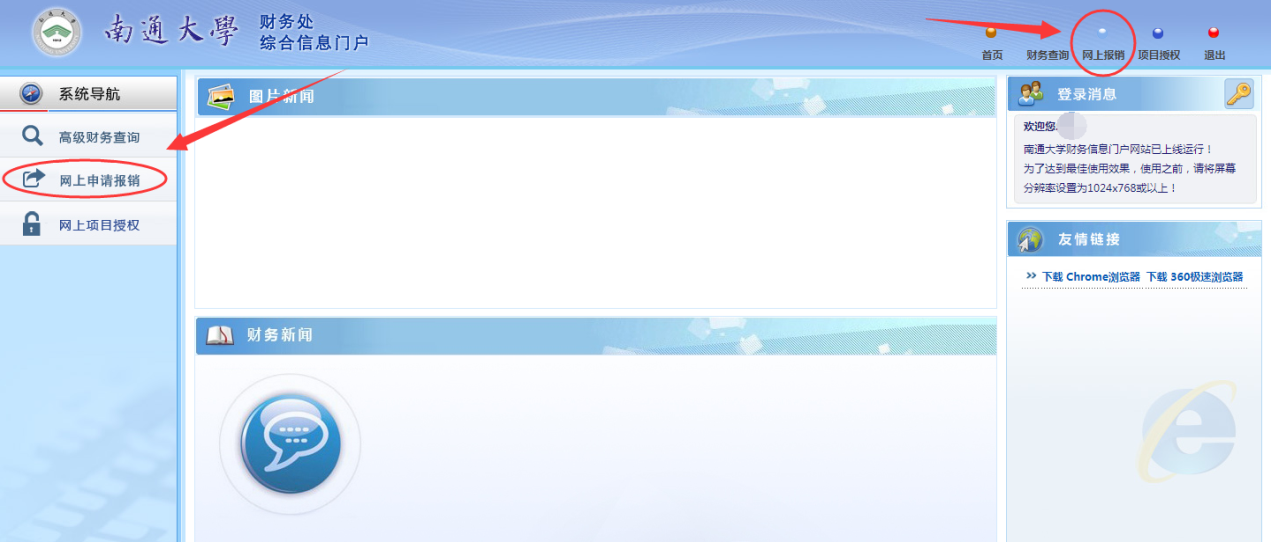 南通大學
财务处
综合信息门户
首页 财务查询 网上报销 项目授权 退出
系统导航
高级财务查询
网上申请报销
网上项目授权
图片新闻
财务新闻
登录消息
欢迎您.
南通大学财务信息门户网站已上线运行！
为了达到最佳使用效果，使用之前，请将屏幕
分辨率设置为1024x768或以上！
友情链接
>> 下载 Chrome浏览器 下载 360极速浏览器